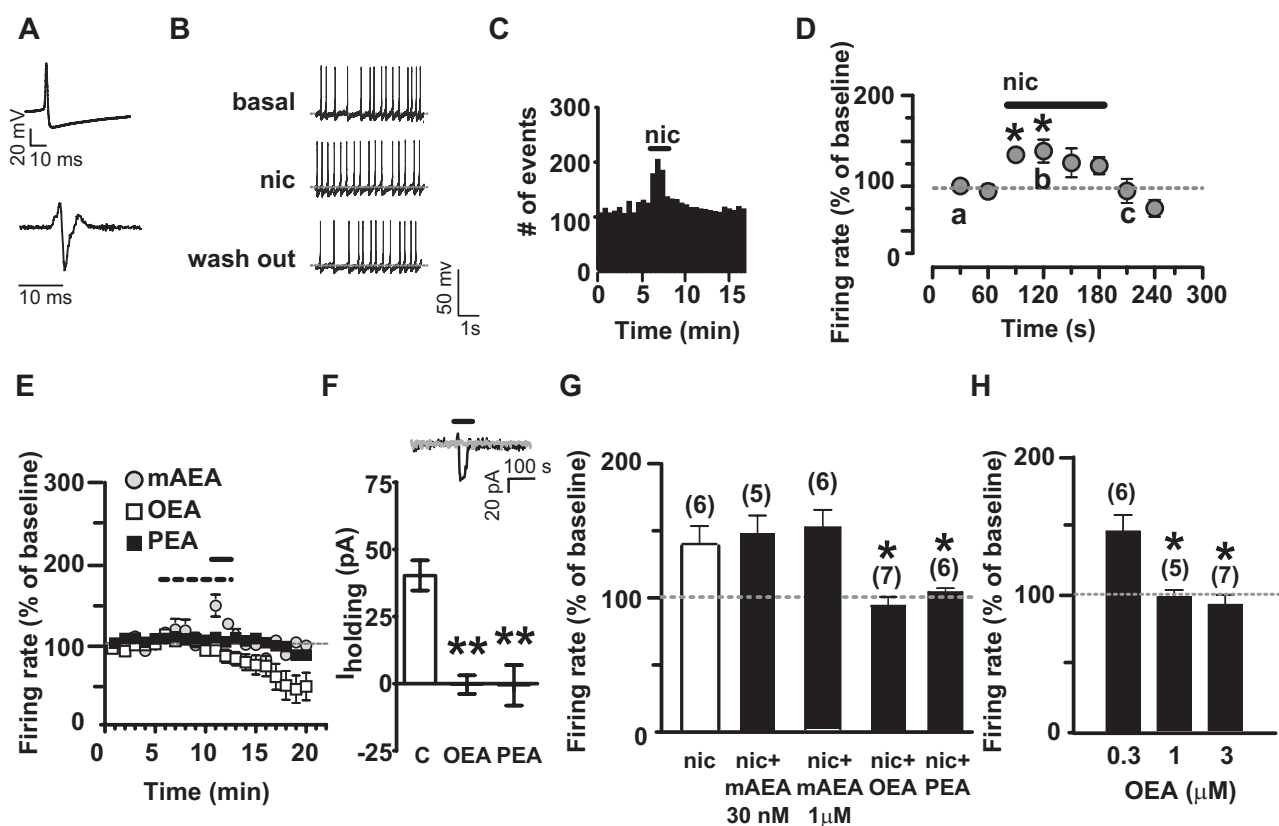 A
20 mV
10 ms
10 ms
B
basal
nic
wash out
50 mv
1s
C
# of events
300
200
100
0
nic
0 5 10 15
Time (min)
D
Firing rate (% of baseline)
200
100
0
nic
* *
a
b
c
0 60 120 180 240 300
Time (s)
E
Firing rate (% of baseline)
300
200
100
0
mAEA
OEA
PEA
0 5 10 15 20
Time (min)
F
100 s
20 pA
Iholding (pA)
75
50
25
0
-25
** **
C OEA PEA
G
Firing rate (% of baseline)
200
100
0
(6) (5) (6) * (7) * (6)
nic nic+ nic+ nic+ nic+
mAEA mAEA OEA PEA
30 nM 1μM
H
Firing rate (% of baseline)
200
100
0
(6) * (5) * (7)
0.3 1 3
OEA (μM)